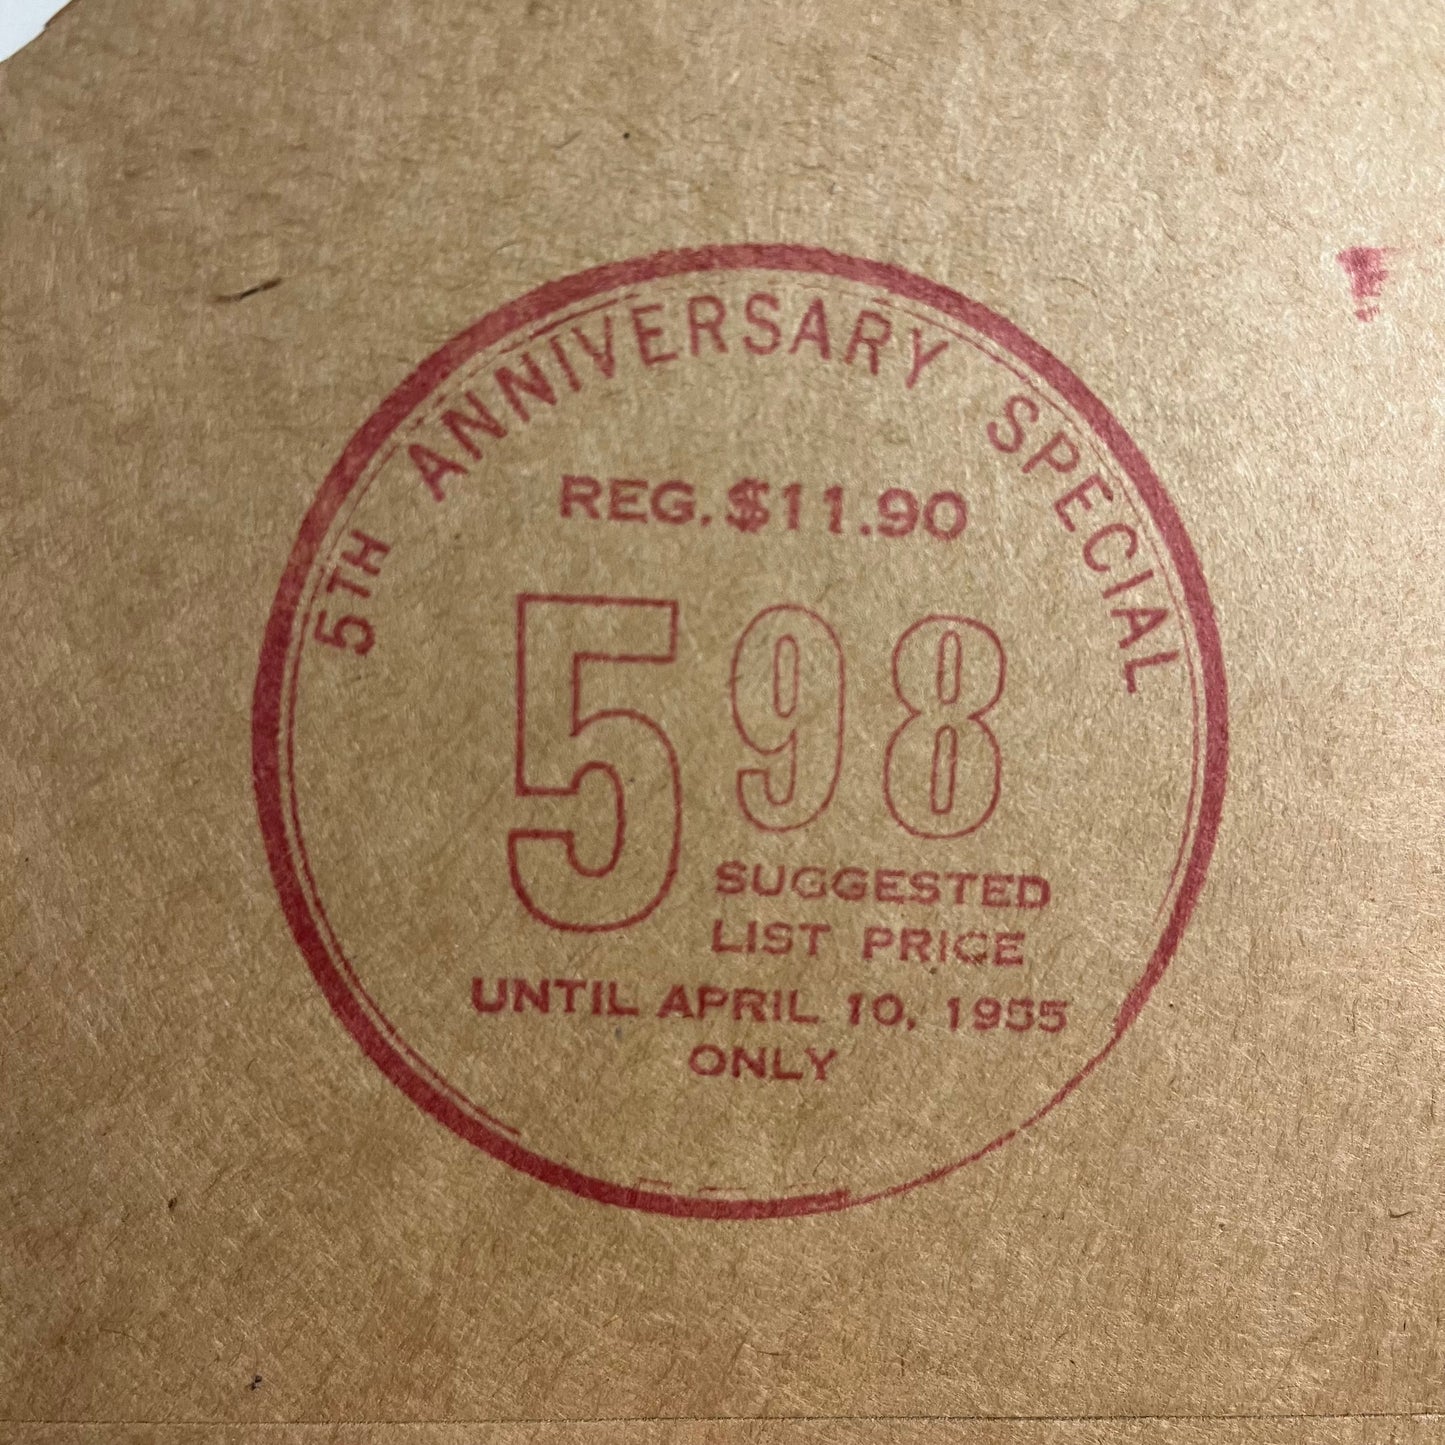 5TH ANNIVERSARY SPECIAL
REG. $11.90
598
SUGGESTED
LIST PRICE
UNTIL APRIL 10, 1955
ONLY